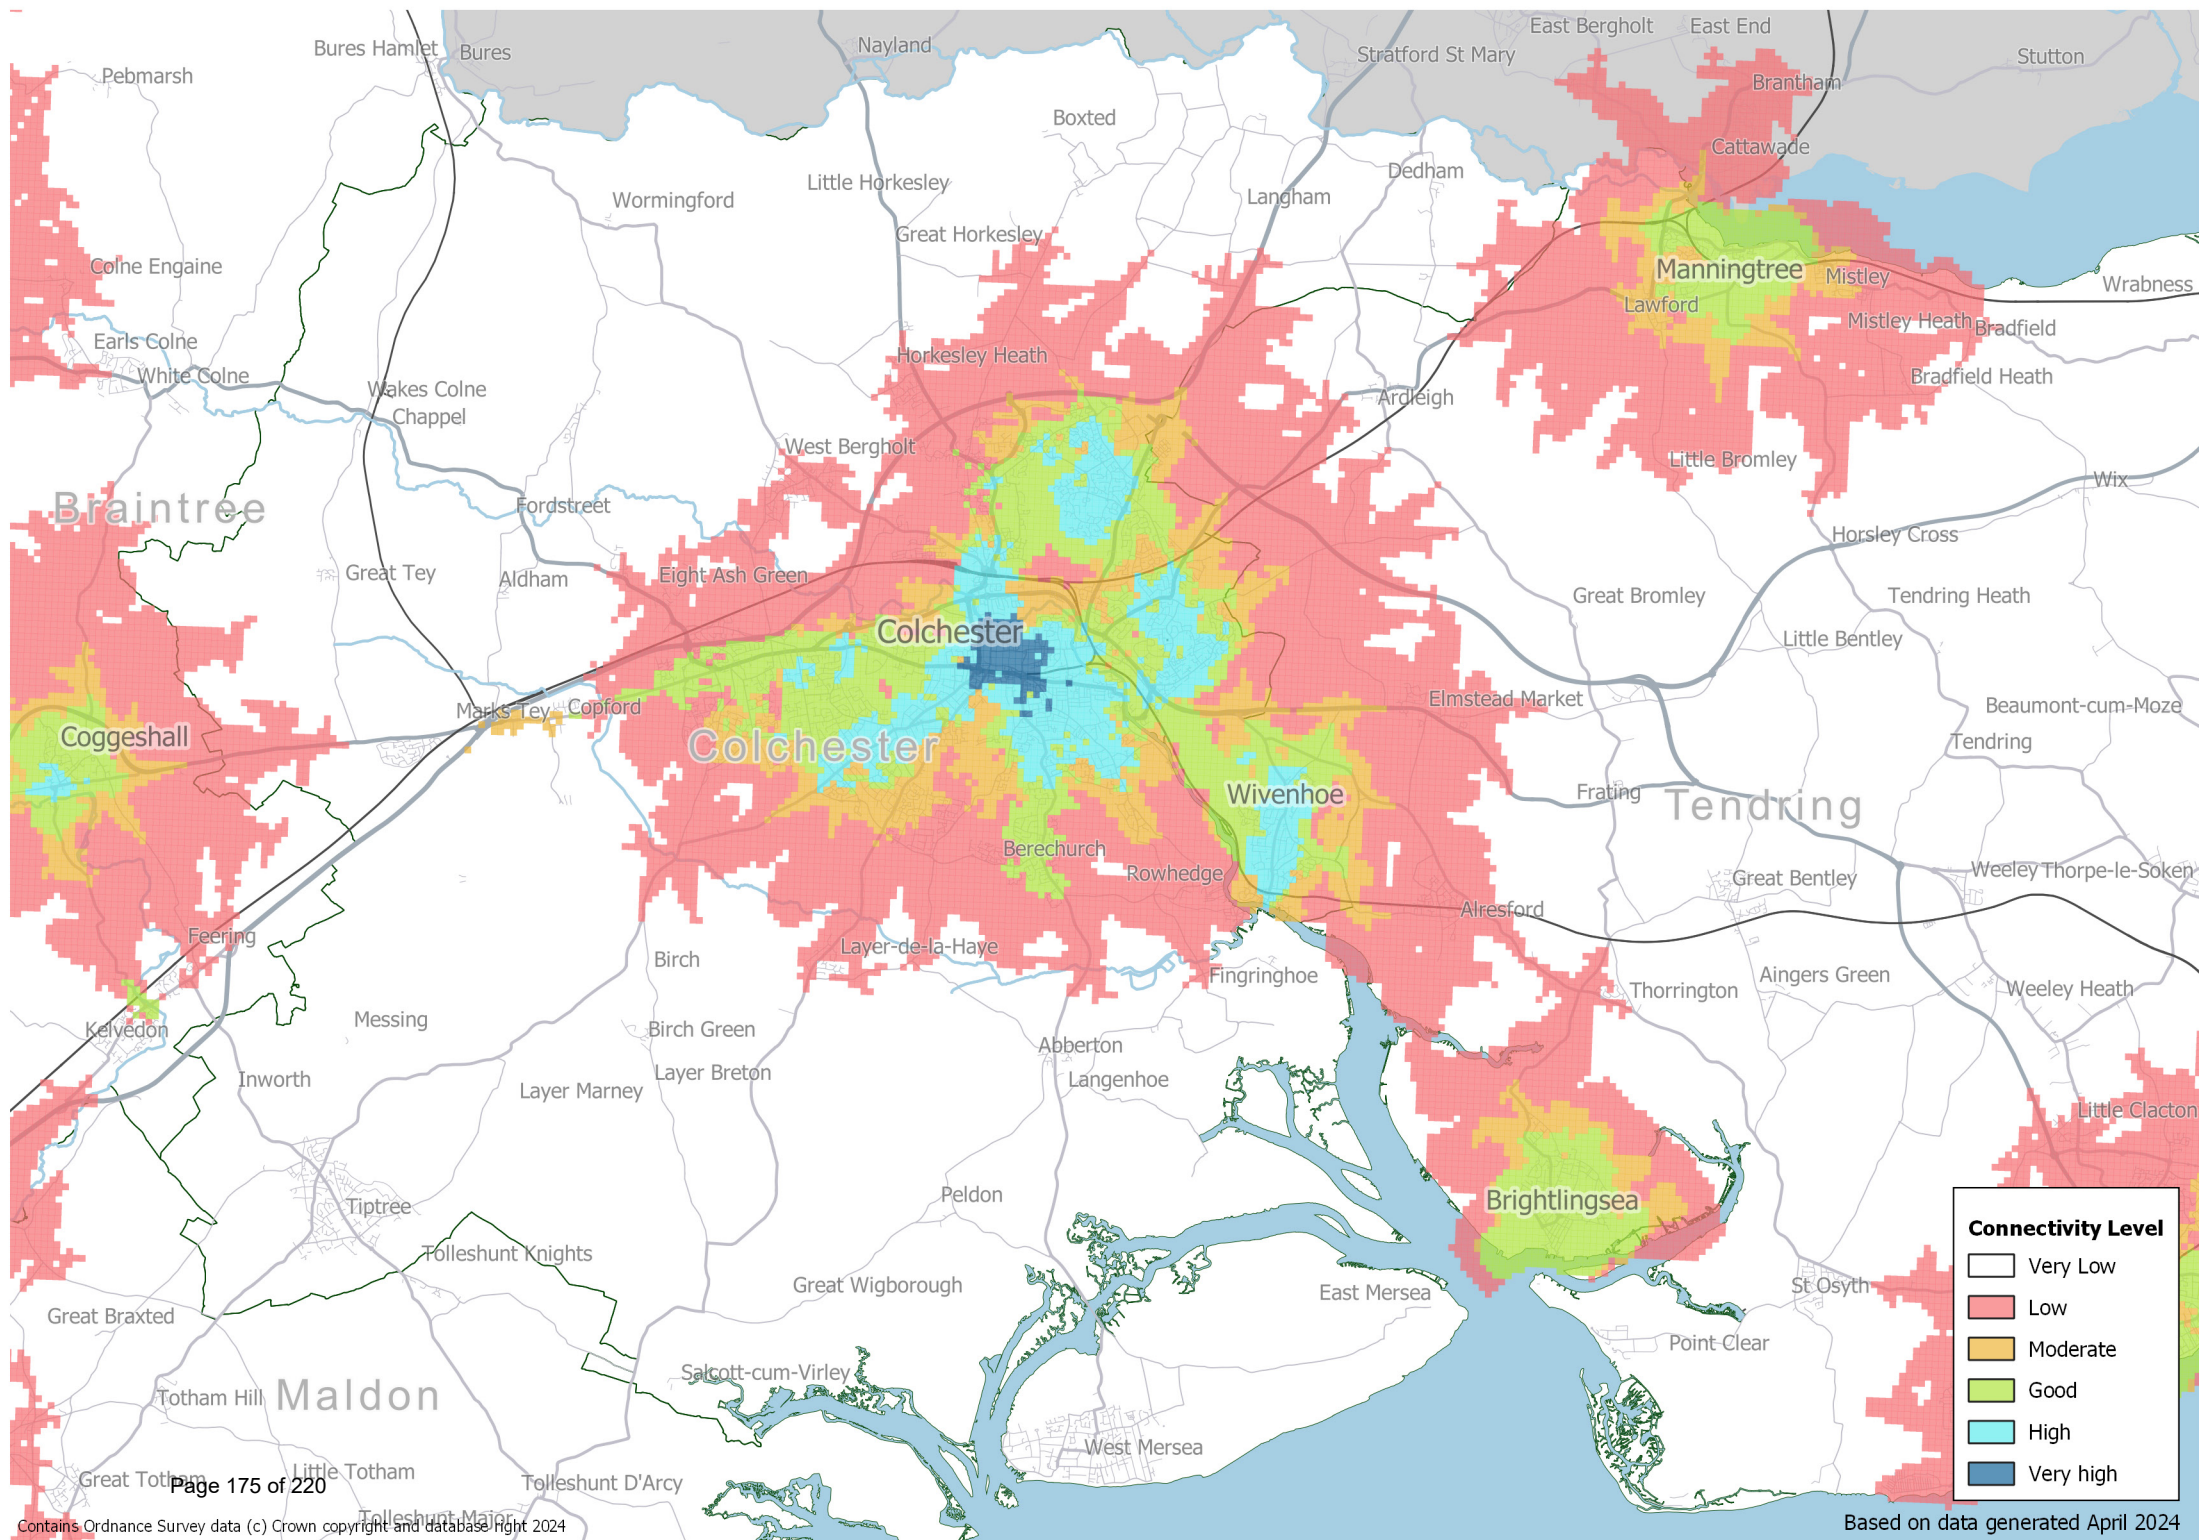 East Bergholt
East End
Bures Hamlet
Bures
Nayland
Stratford St Mary
Stutton
Pebmarsh
Brantham
Boxted
Cattawade
Little Horkesley
Wormingford
Langham
Dedham
Great Horkesley
Colne Engaine
Manningtree
Mistley
Wrabness
Lawford
Mistley Heath
Bradfield
Earls Colne
White Colne
Horkesley Heath
Bradfield Heath
Wakes Colne
Chappel
Ardleigh
West Bergholt
Little Bromley
Wix
Braintree
Fordstreet
Horsley Cross
Great Tey
Aldham
Eight Ash Green
Great Bromley
Tendring Heath
Colchester
Little Bentley
Marks Tey
Copford
Elmstead Market
Beaumont-cum-Moze
Coggeshall
Colchester
Tendring
Wivenhoe
Frating
Tendring
Berechurch
Rowhedge
Great Bentley
Weeley
Thorpe-le-Soken
Alresford
Feering
Layer-de-la-Haye
Birch
Fingringhoe
Aingers Green
Thorrington
Weeley Heath
Messing
Kelvedon
Birch Green
Abberton
Inworth
Layer Breton
Langenhoe
Layer Marney
Little Clacton
Tiptree
Peldon
Brightlingsea
Tolleshunt Knights
Great Wigborough
East Mersea
St Osyth
Great Braxted
Point Clear
Salcott-cum-Virley
Totham Hill
Maldon
West Mersea
Great Totham
Little Totham
Tolleshunt D'Arcy
Tolleshunt Major
Connectivity Level
Very Low
Low
Moderate
Good
High
Very high
Page 175 of 220
Contains Ordnance Survey data (c) Crown copyright and database right 2024
Based on data generated April 2024